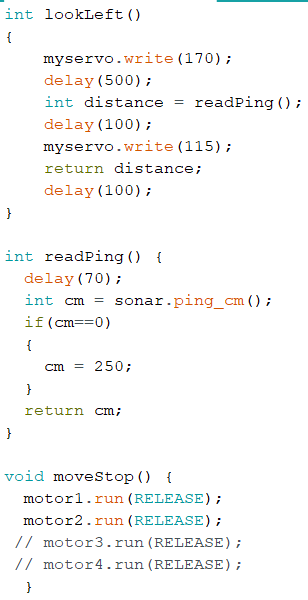 int lookLeft()
{
    myservo.write(170);
    delay(500);
    int distance = readPing();
    delay(100);
    myservo.write(115);
    return distance;
    delay(100);
}

int readPing() {
  delay(70);
  int cm = sonar.ping_cm();
  if(cm==0)
  {
    cm = 250;
  }
  return cm;
}

void moveStop() {
  motor1.run(RELEASE);
  motor2.run(RELEASE);
 // motor3.run(RELEASE);
 // motor4.run(RELEASE);
  }